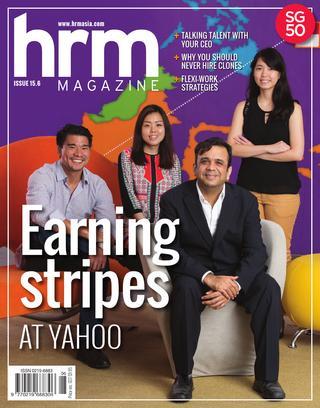 www.hrmasia.com
hrm
MAGAZINE
ISSUE 15.6
SG
50
+ TALKING TALENT WITH
YOUR CEO
+ WHY YOU SHOULD
NEVER HIRE CLONES
+ FLEXI-WORK
STRATEGIES
Earning
stripes
AT YAHOO
ISSN 0219-6883